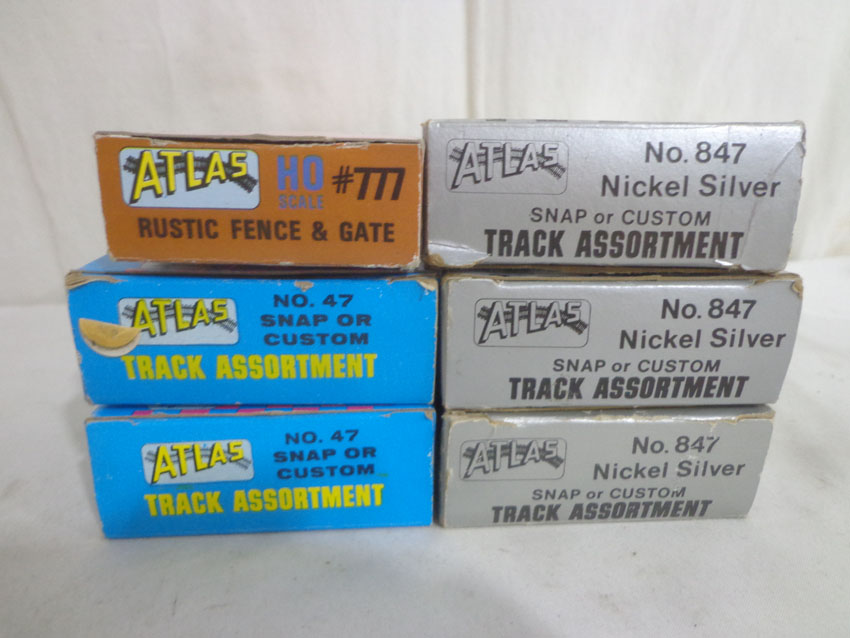 ATLAS
HO
SCALE
#777
RUSTIC FENCE & GATE
ATLAS
No. 847
Nickel Silver
SNAP or CUSTOM
TRACK ASSORTMENT
ATLAS
NO. 47
SNAP OR
CUSTOM
TRACK ASSORTMENT
ATLAS
No. 847
Nickel Silver
SNAP or CUSTOM
TRACK ASSORTMENT
ATLAS
NO. 47
SNAP OR
CUSTOM
TRACK ASSORTMENT
ATLAS
No. 847
Nickel Silver
SNAP or CUSTOM
TRACK ASSORTMENT